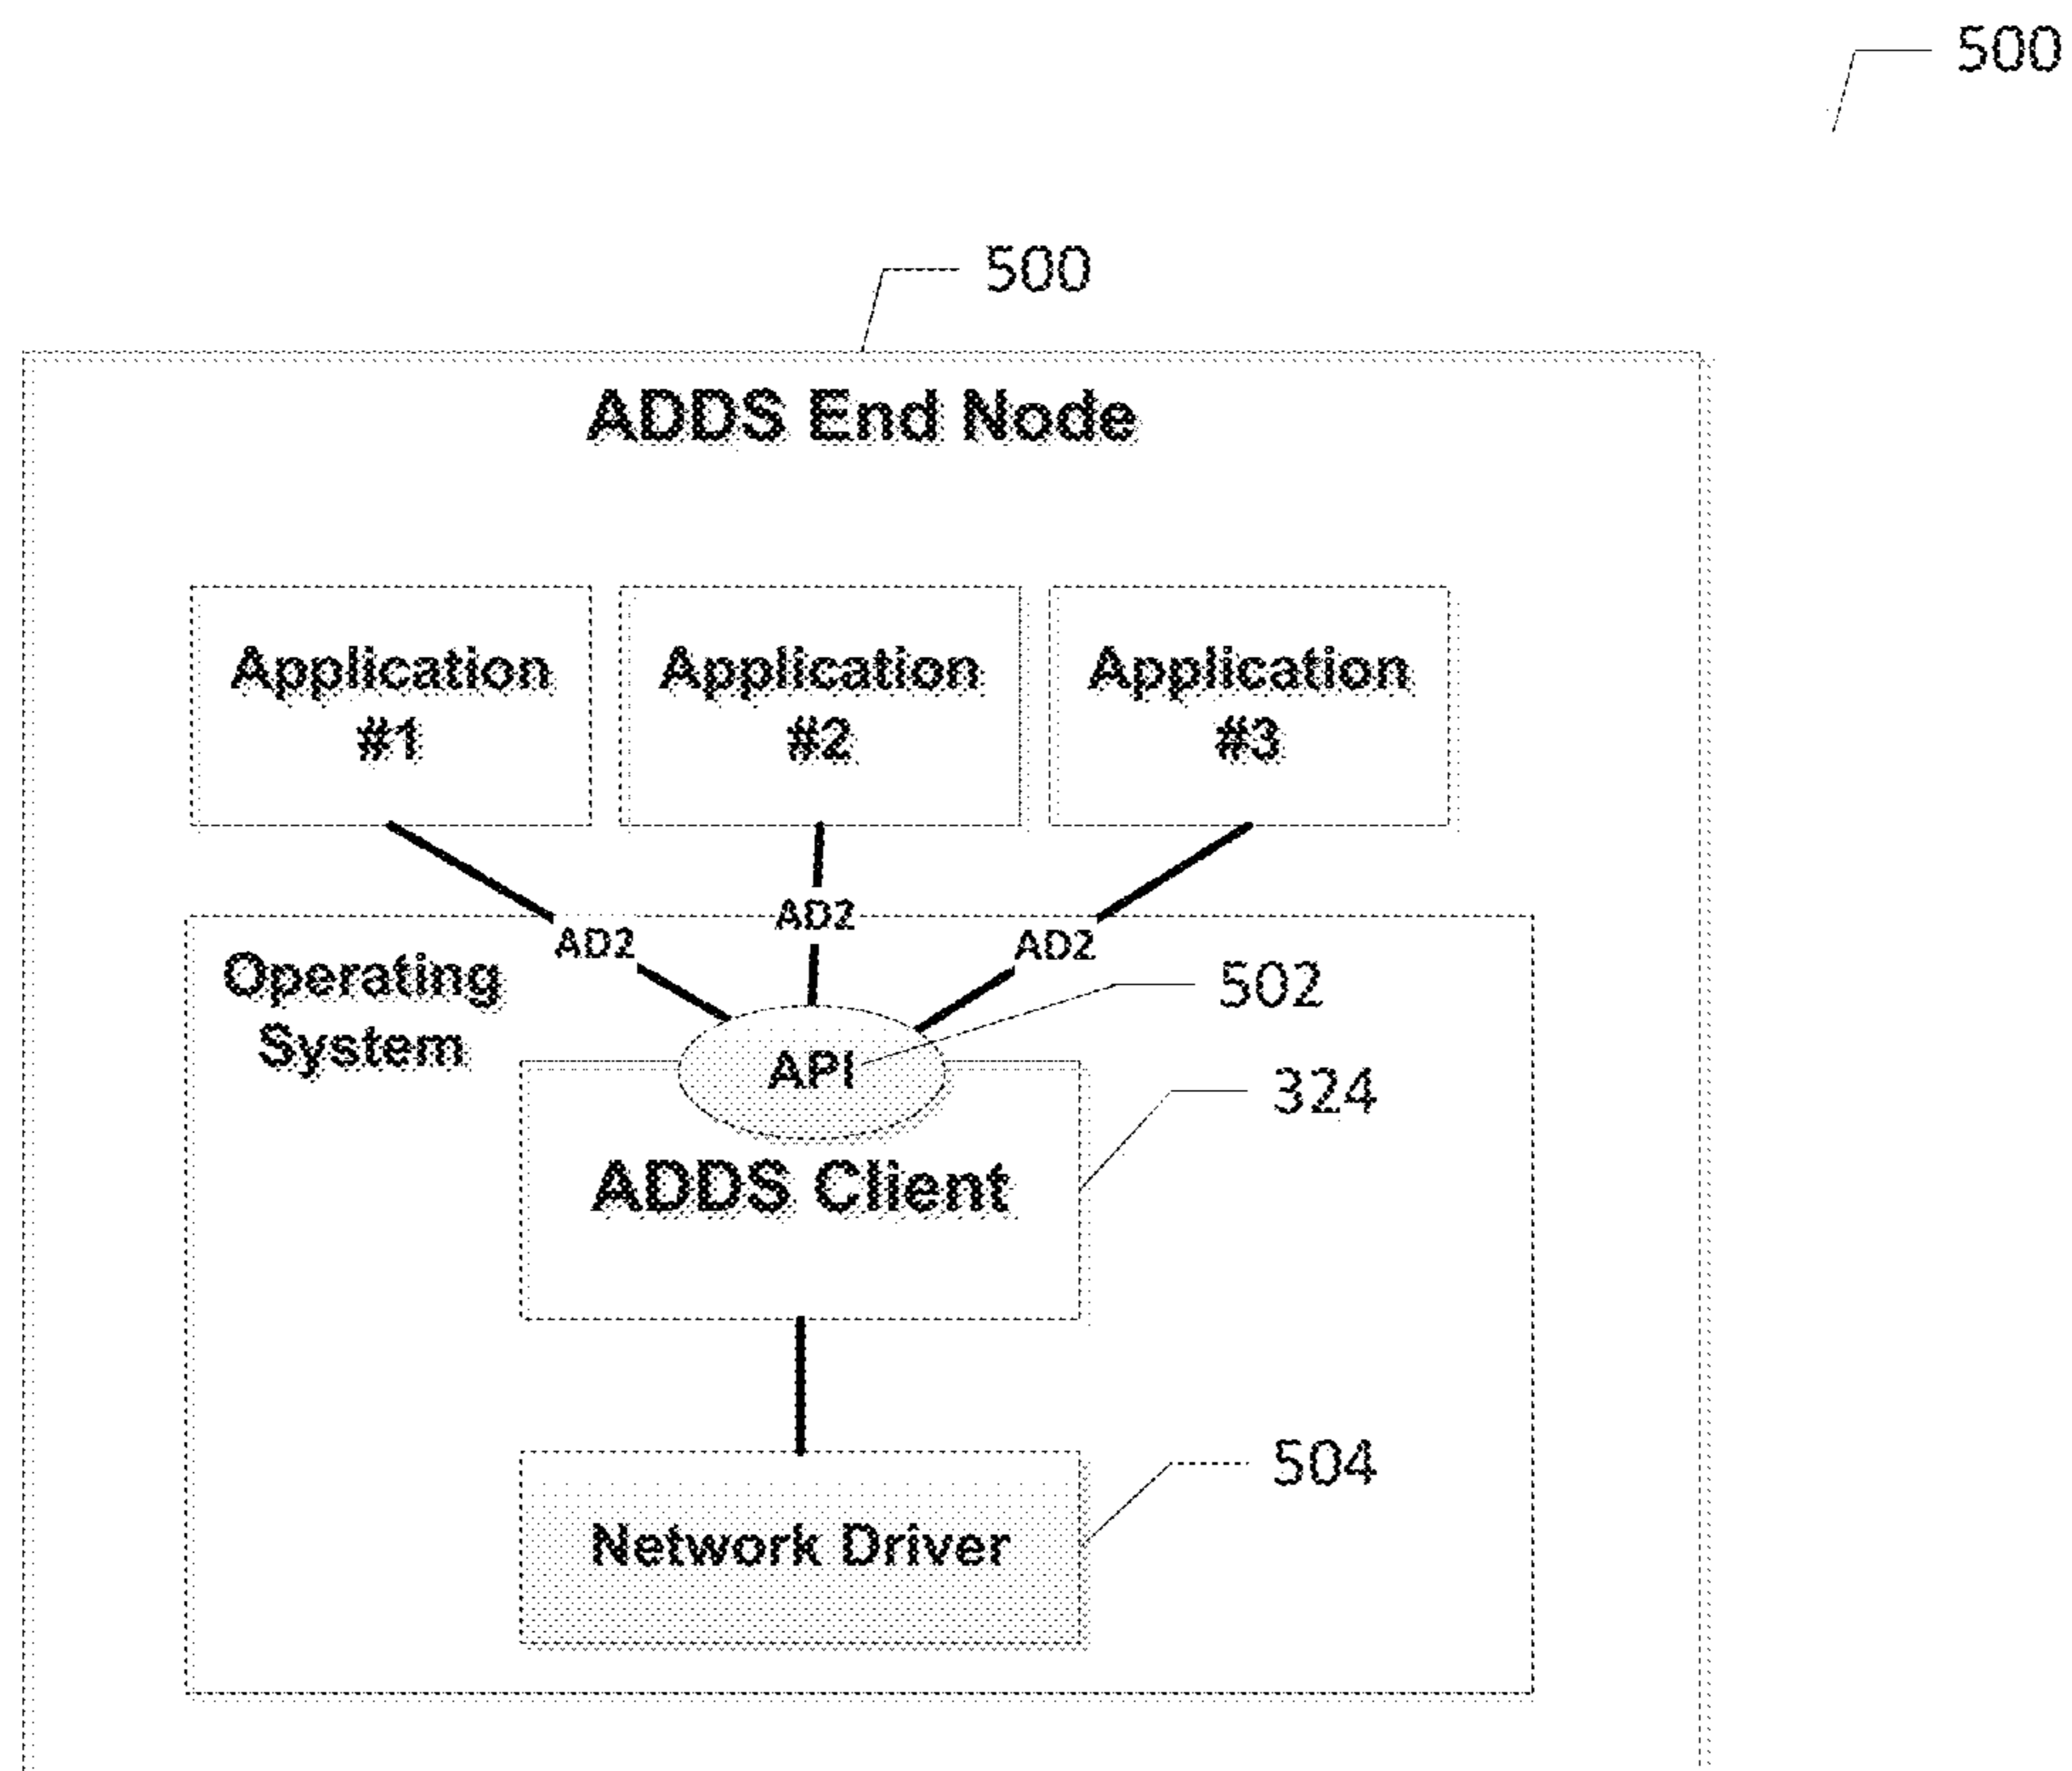 500
500
ADDS End Node
Application
#1
Application
#2
Application
#3
AD2
AD2
AD2
Operating
System
502
API
324
ADDS Client
504
Network Driver